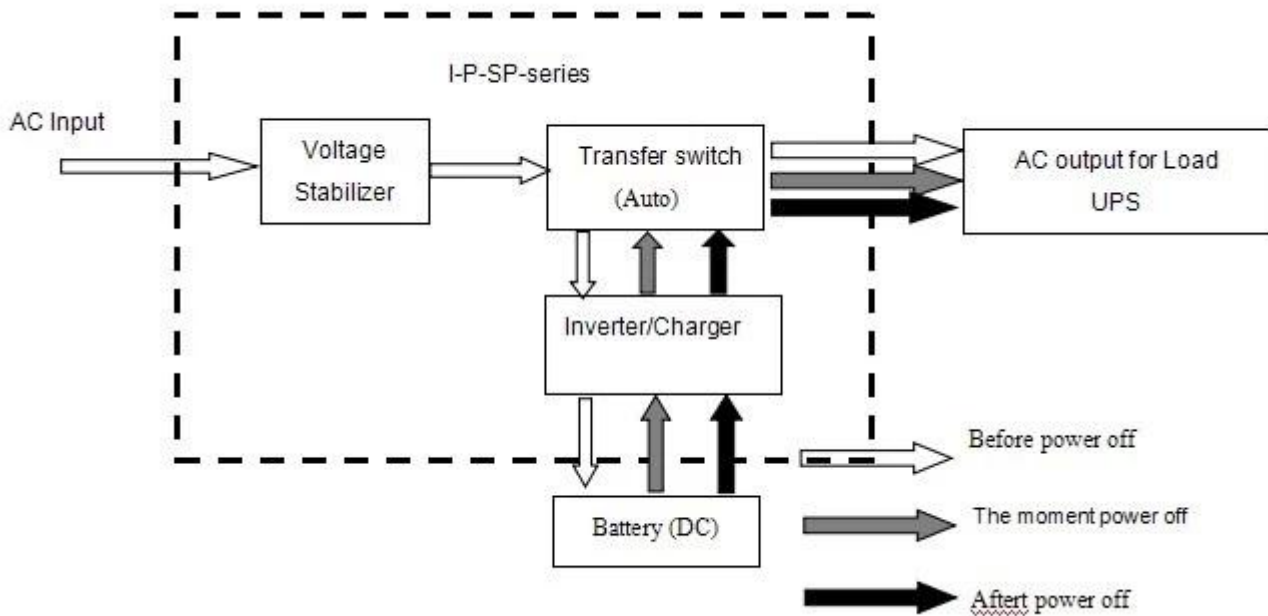 I-P-SP-series
AC Input
Voltage
Stabilizer
Transfer switch
(Auto)
AC output for Load
UPS
Inverter/Charger
Battery (DC)
Before power off
The moment power off
Aftert power off